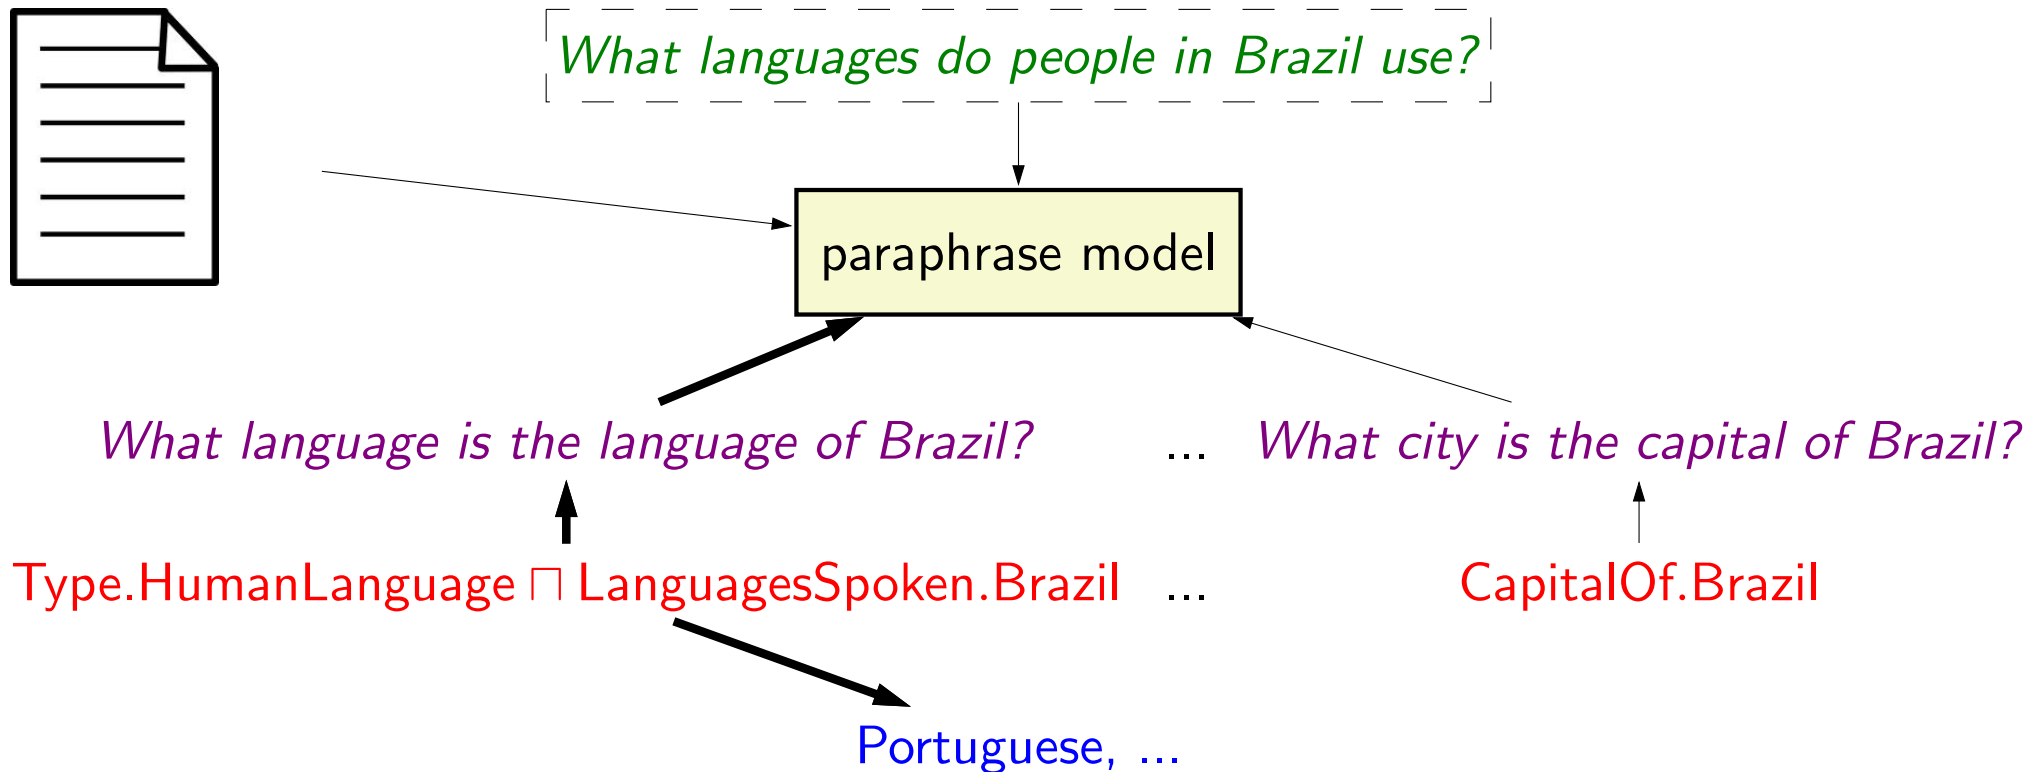 What languages do people in Brazil use?
paraphrase model
What language is the language of Brazil? ... What city is the capital of Brazil?
Type.HumanLanguage ⊓ LanguagesSpoken.Brazil ... CapitalOf.Brazil
Portuguese, ...